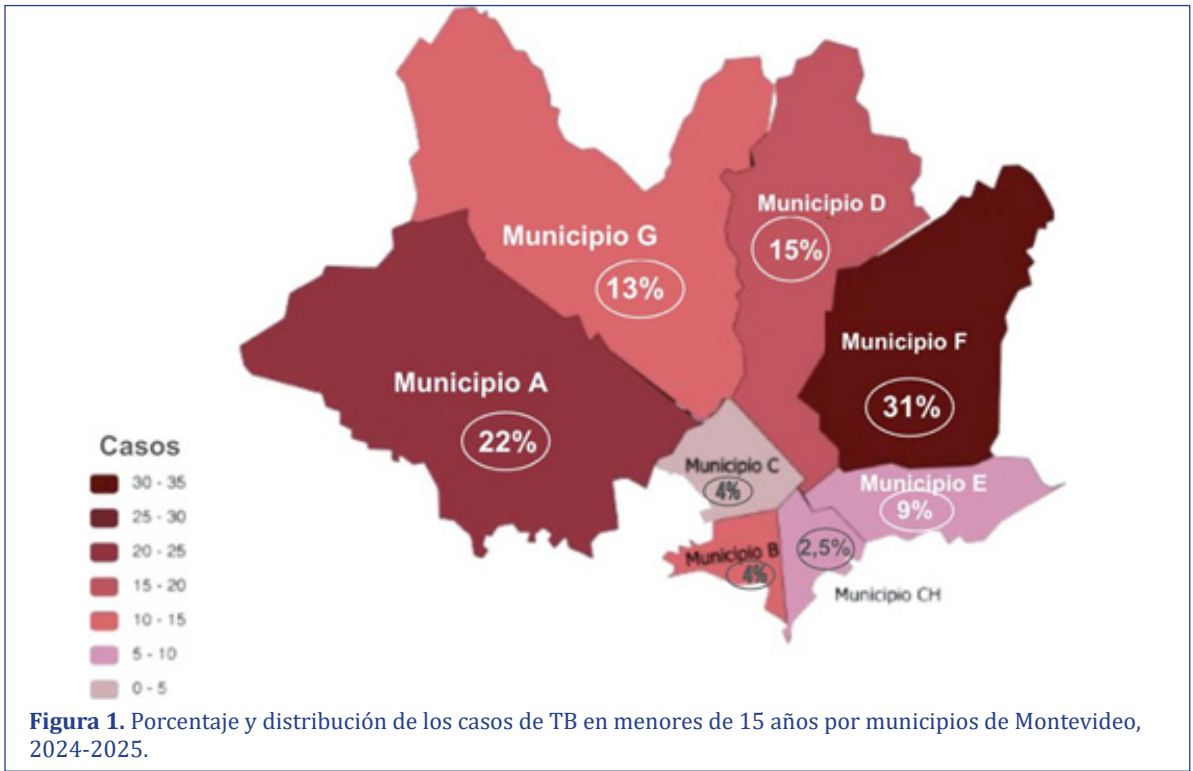 Municipio D
15%
Municipio G
13%
Municipio F
31%
Municipio A
22%
Casos
30 - 35
25 - 30
20 - 25
15 - 20
10 - 15
5 - 10
0 - 5
Municipio C
4%
Municipio E
9%
Municipio B
4%
2,5%
Municipio CH
Figura 1. Porcentaje y distribución de los casos de TB en menores de 15 años por municipios de Montevideo,
2024-2025.